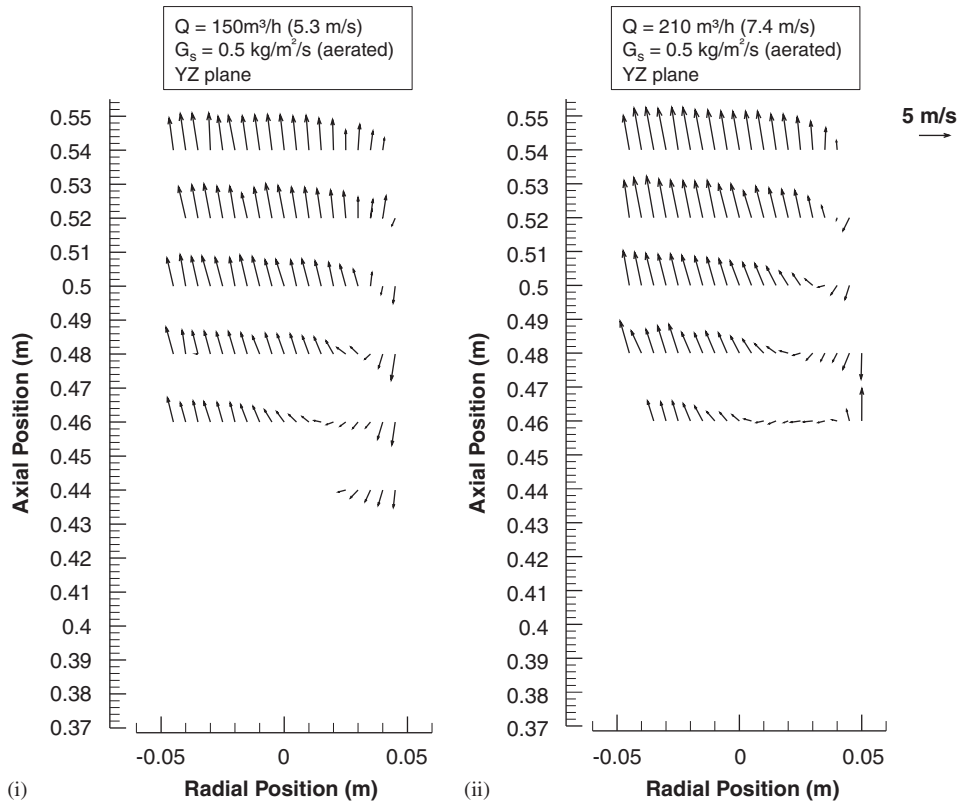 Q = 150m³/h (5.3 m/s)
Gₛ = 0.5 kg/m²/s (aerated)
YZ plane
Q = 210 m³/h (7.4 m/s)
Gₛ = 0.5 kg/m²/s (aerated)
YZ plane
5 m/s
Axial Position (m)
0.55
0.54
0.53
0.52
0.51
0.5
0.49
0.48
0.47
0.46
0.45
0.44
0.43
0.42
0.41
0.4
0.39
0.38
0.37
-0.05 0 0.05
Radial Position (m)
(i)
Axial Position (m)
0.55
0.54
0.53
0.52
0.51
0.5
0.49
0.48
0.47
0.46
0.45
0.44
0.43
0.42
0.41
0.4
0.39
0.38
0.37
-0.05 0 0.05
Radial Position (m)
(ii)